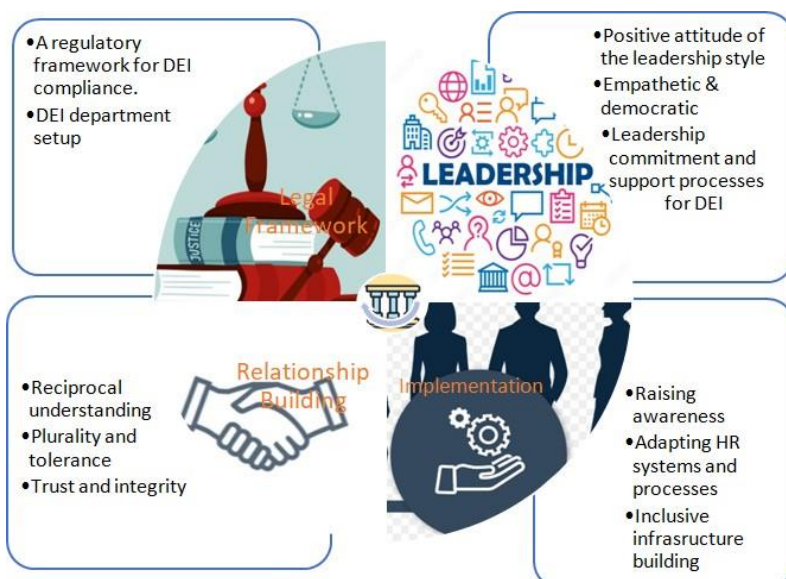 •A regulatory
framework for DEI
compliance.
•DEI department
setup
Legal
Framework
JUSTICE
•Positive attitude of
the leadership style
•Empathetic &
democratic
•Leadership
commitment and
support processes
for DEI
LEADERSHIP
•Reciprocal
understanding
•Plurality and
tolerance
•Trust and integrity
Relationship
Building
Implementation
•Raising
awareness
•Adapting HR
systems and
processes
•Inclusive
infrasructure
building